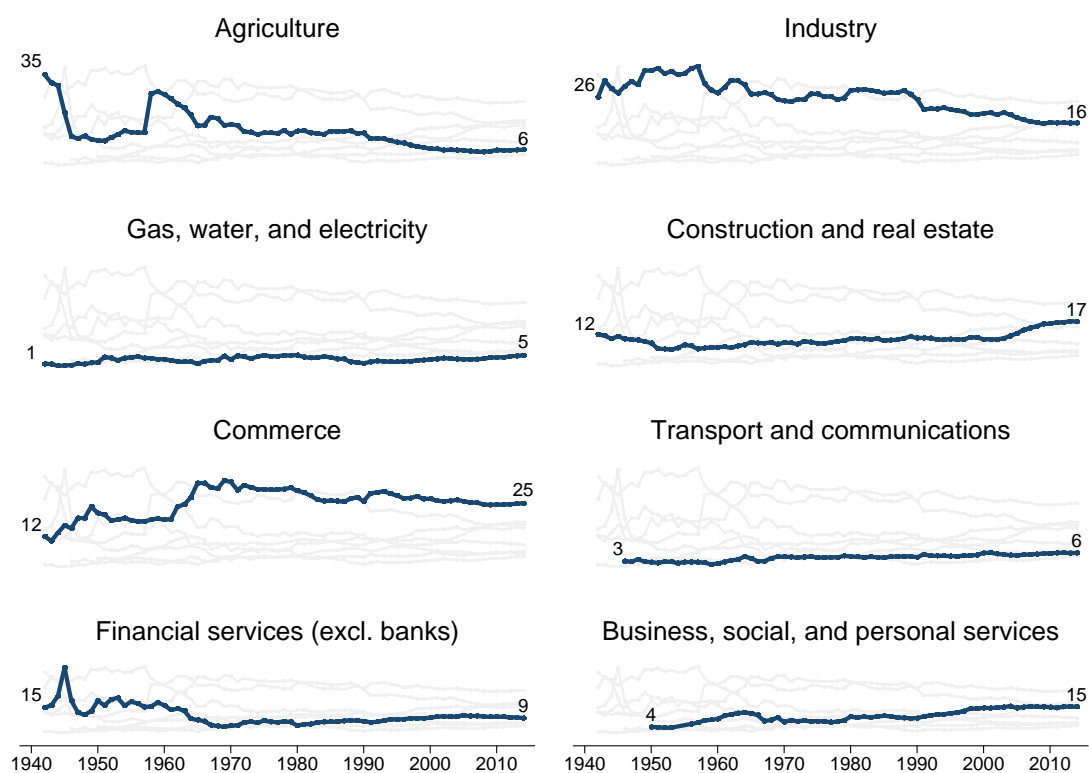 Agriculture
Industry
35
6
26
16
Gas, water, and electricity
Construction and real estate
1
5
12
17
Commerce
Transport and communications
12
25
3
6
Financial services (excl. banks)
Business, social, and personal services
15
9
4
15
1940 1950 1960 1970 1980 1990 2000 2010
1940 1950 1960 1970 1980 1990 2000 2010